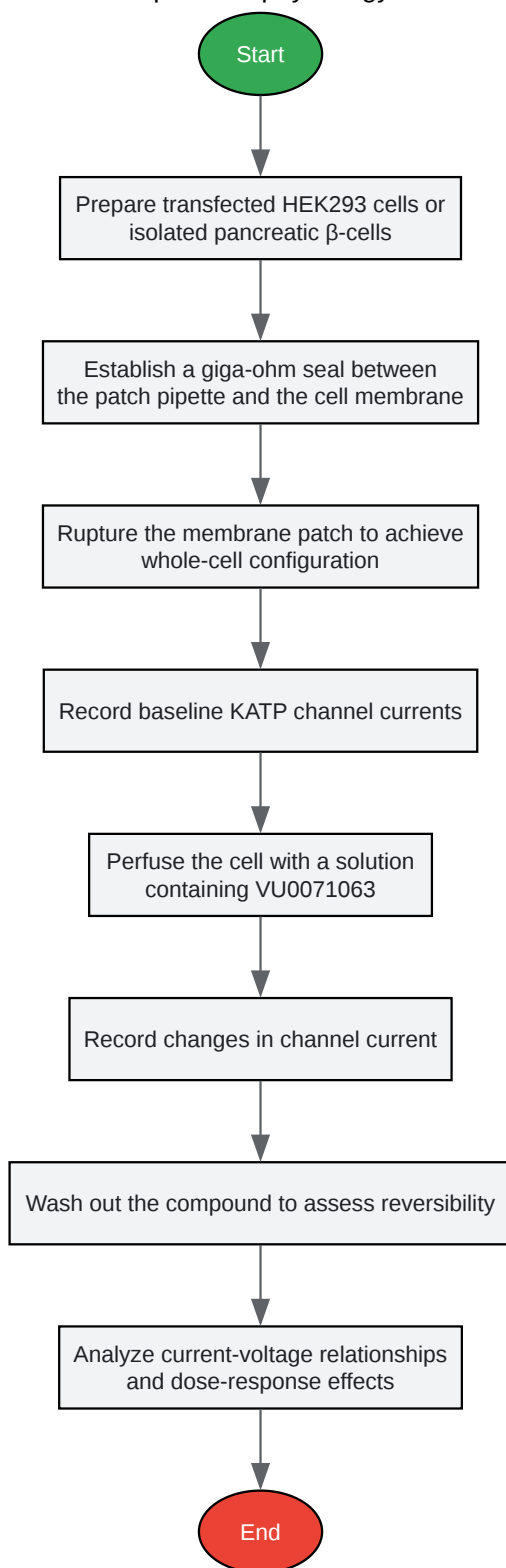 Start
Prepare transfected HEK293 cells or
isolated pancreatic β-cells
Establish a giga-ohm seal between
the patch pipette and the cell membrane
Rupture the membrane patch to achieve
whole-cell configuration
Record baseline KATP channel currents
Perfuse the cell with a solution
containing VU0071063
Record changes in channel current
Wash out the compound to assess reversibility
Analyze current-voltage relationships
and dose-response effects
End